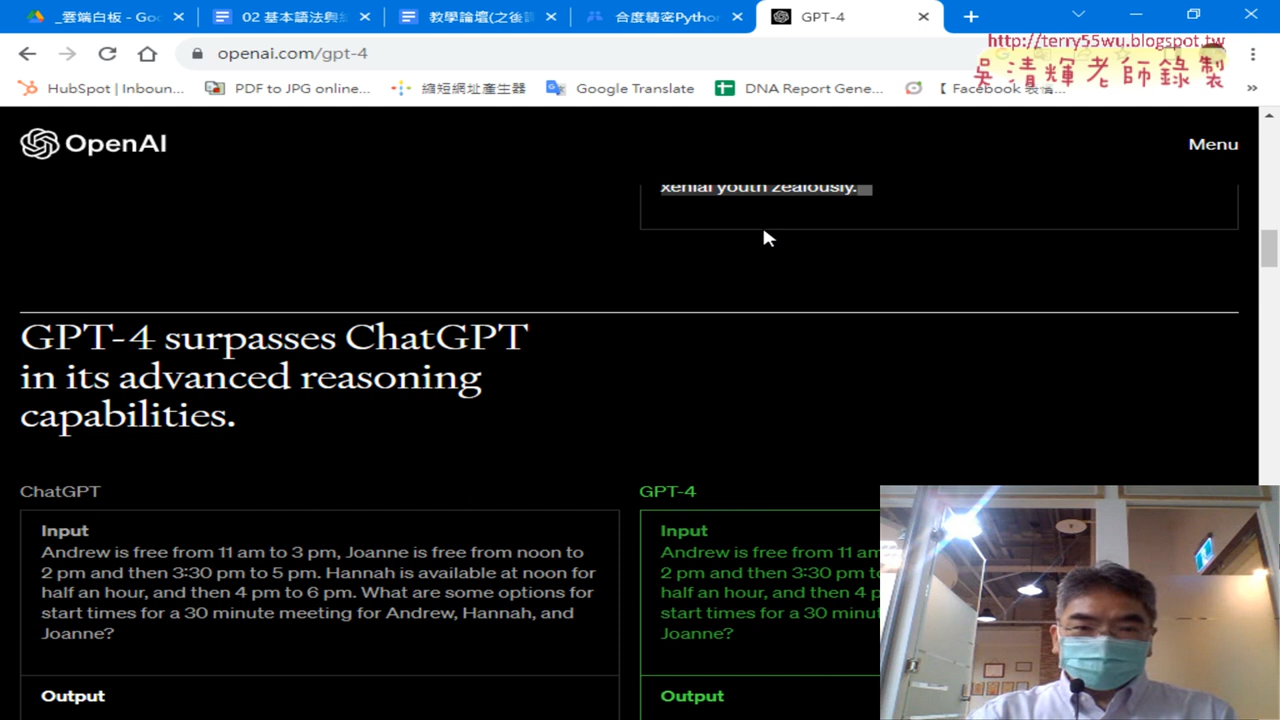 _雲端白板 - Goo
02 基本語法與結
教學論壇(之後課
合度精密Python
GPT-4
openai.com/gpt-4
http://terry55wu.blogspot.tw
吳清輝老師錄製
HubSpot | Inboun...
PDF to JPG online...
縮短網址產生器
Google Translate
DNA Report Gene...
【 Facebook 表情...
OpenAI
Menu
xenial youth zealously.
GPT-4 surpasses ChatGPT
in its advanced reasoning
capabilities.
ChatGPT
Input
Andrew is free from 11 am to 3 pm, Joanne is free from noon to
2 pm and then 3:30 pm to 5 pm. Hannah is available at noon for
half an hour, and then 4 pm to 6 pm. What are some options for
start times for a 30 minute meeting for Andrew, Hannah, and
Joanne?
Output
GPT-4
Input
Andrew is free from 11 am
2 pm and then 3:30 pm to
half an hour, and then 4 p
start times for a 30 minut
Joanne?
Output